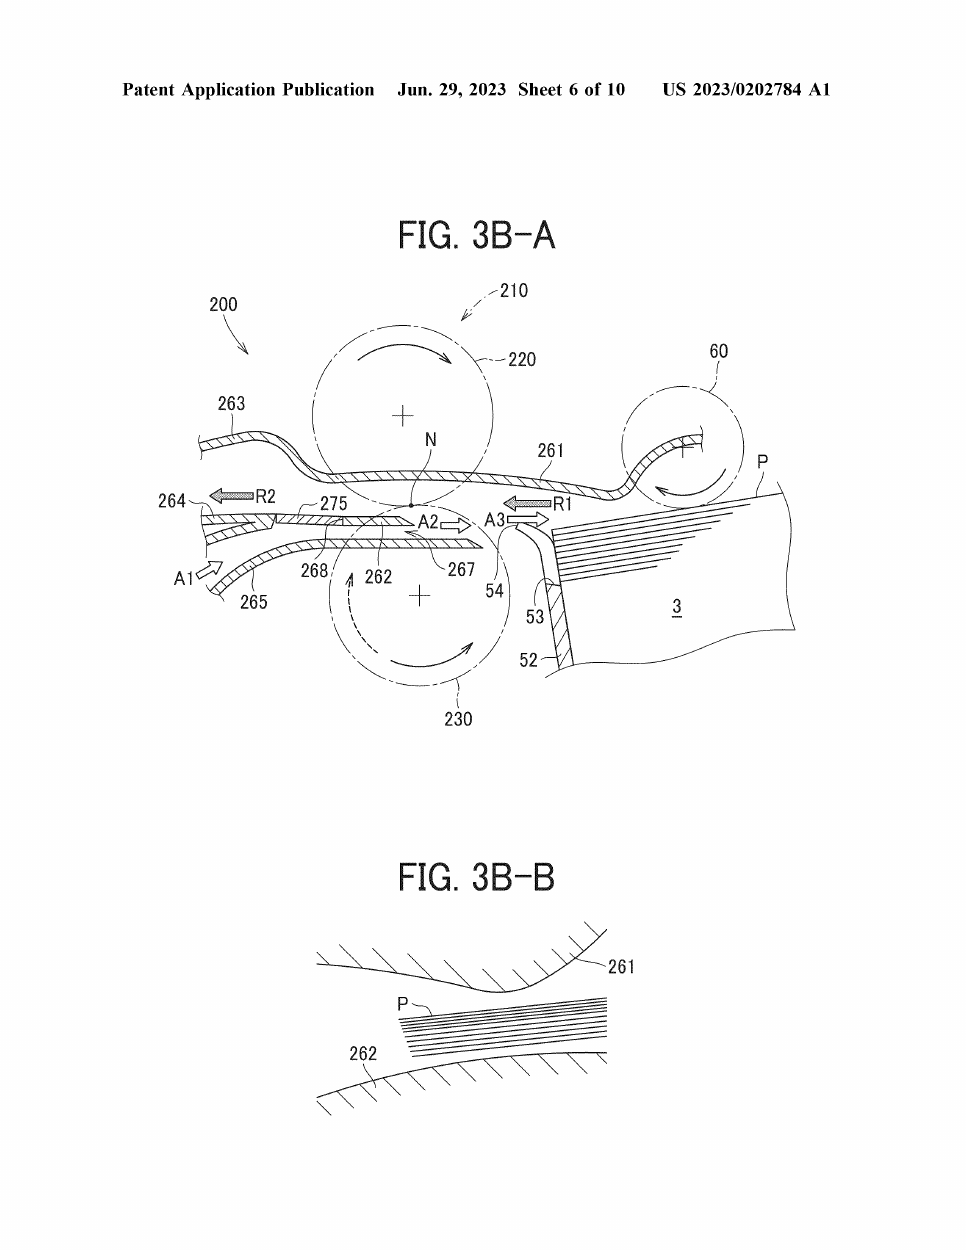 Patent Application Publication Jun. 29, 2023 Sheet 6 of 10 US 2023/0202784 A1
FIG. 3B-A
210
200
220
60
263
N
261
P
R2
R1
264
275
A2
A3
A1
268
262
267
265
54
53
3
52
230
FIG. 3B-B
261
P
262